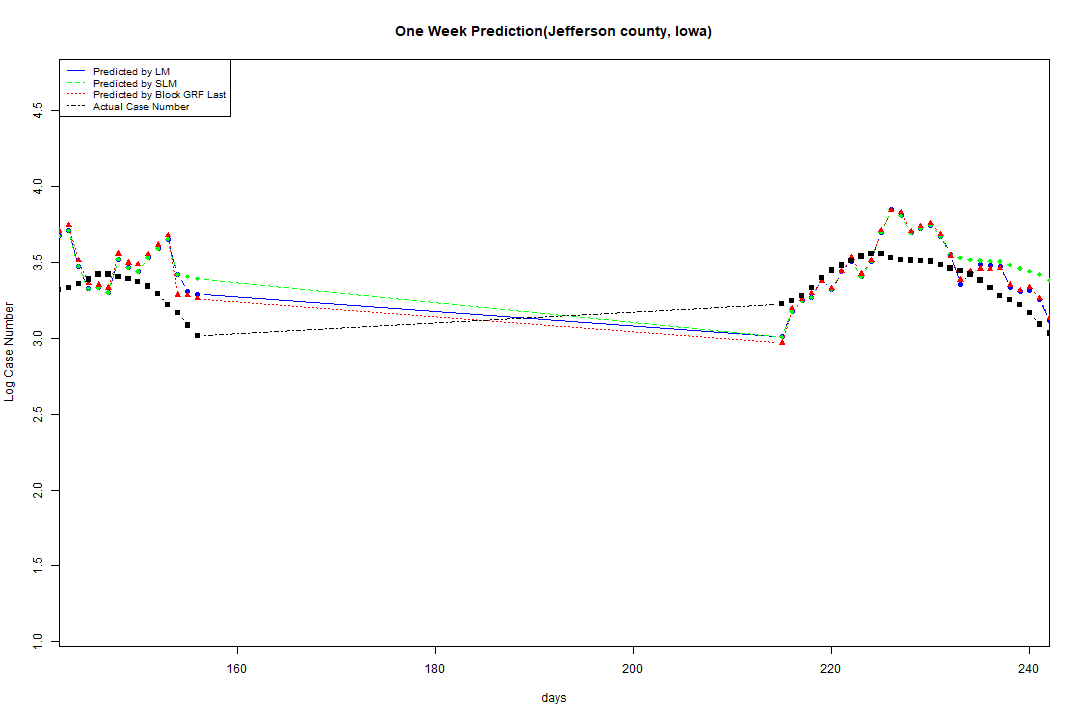 One Week Prediction(Jefferson county, Iowa)
Predicted by LM
Predicted by SLM
Predicted by Block GRF Last
Actual Case Number
4.5
4.0
3.5
3.0
2.5
2.0
1.5
1.0
Log Case Number
160 180 200 220 240
days